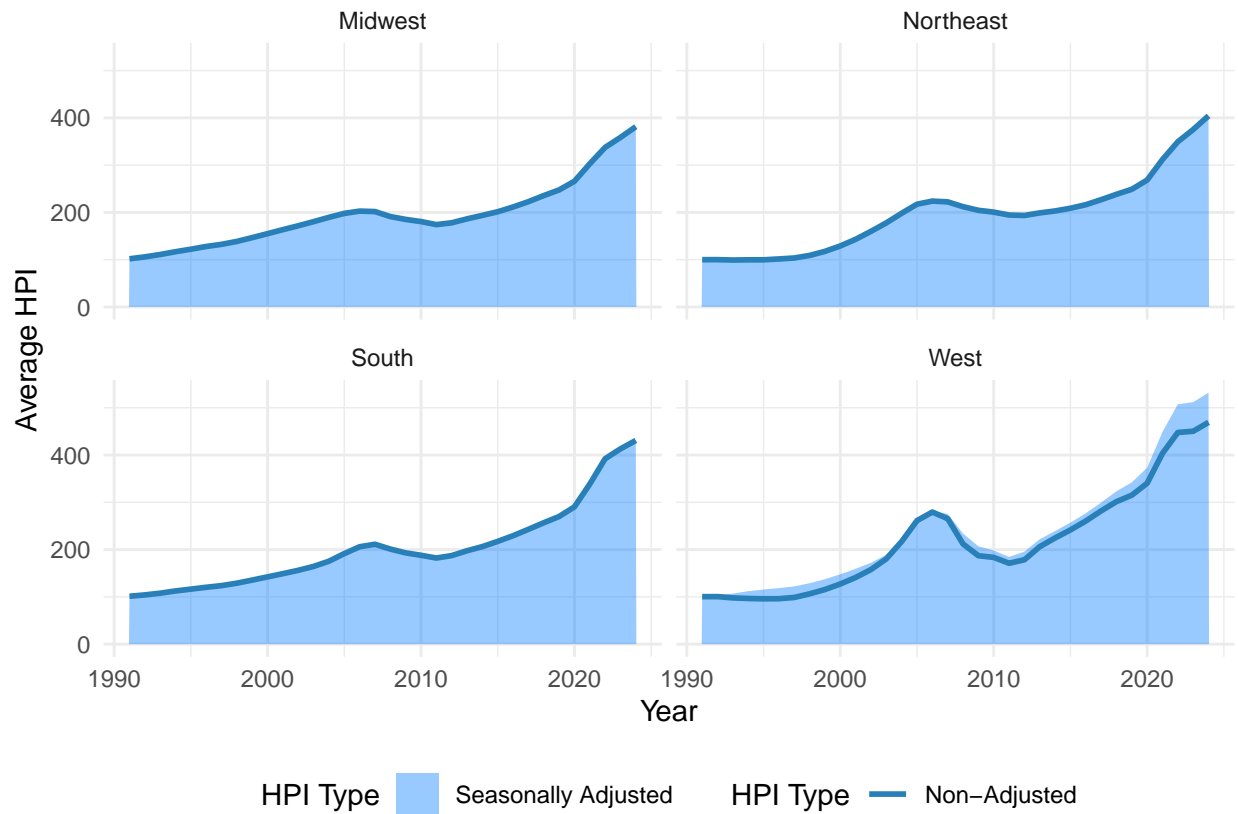 Midwest
Northeast
400
200
0
South
West
400
200
0
Average HPI
1990 2000 2010 2020
1990 2000 2010 2020
Year
HPI Type Seasonally Adjusted HPI Type Non−Adjusted